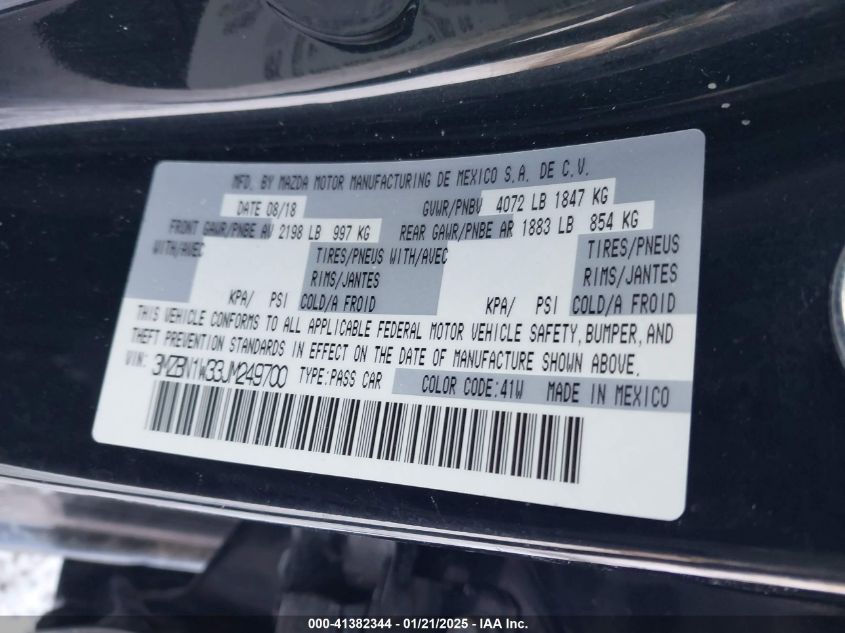 MFD. BY MAZDA MOTOR MANUFACTURING DE MEXICO S.A. DE C.V.
DATE 08/18 GVWR/PNBV 4072 LB 1847 KG
FRONT GAWR/PNBE AV 2198 LB 997 KG REAR GAWR/PNBE AR 1883 LB 854 KG
WITH/AVEC TIRES/PNEUS WITH/AVEC TIRES/PNEUS
RIMS/JANTES RIMS/JANTES
KPA/ PSI COLD/A FROID KPA/ PSI COLD/A FROID
THIS VEHICLE CONFORMS TO ALL APPLICABLE FEDERAL MOTOR VEHICLE SAFETY, BUMPER, AND
THEFT PREVENTION STANDARDS IN EFFECT ON THE DATE OF MANUFACTURE SHOWN ABOVE.
VIN: 3MZBN1W33JM249700 TYPE:PASS CAR COLOR CODE:41W MADE IN MEXICO
000-41382344 / 01/21/2025 - IAA Inc.